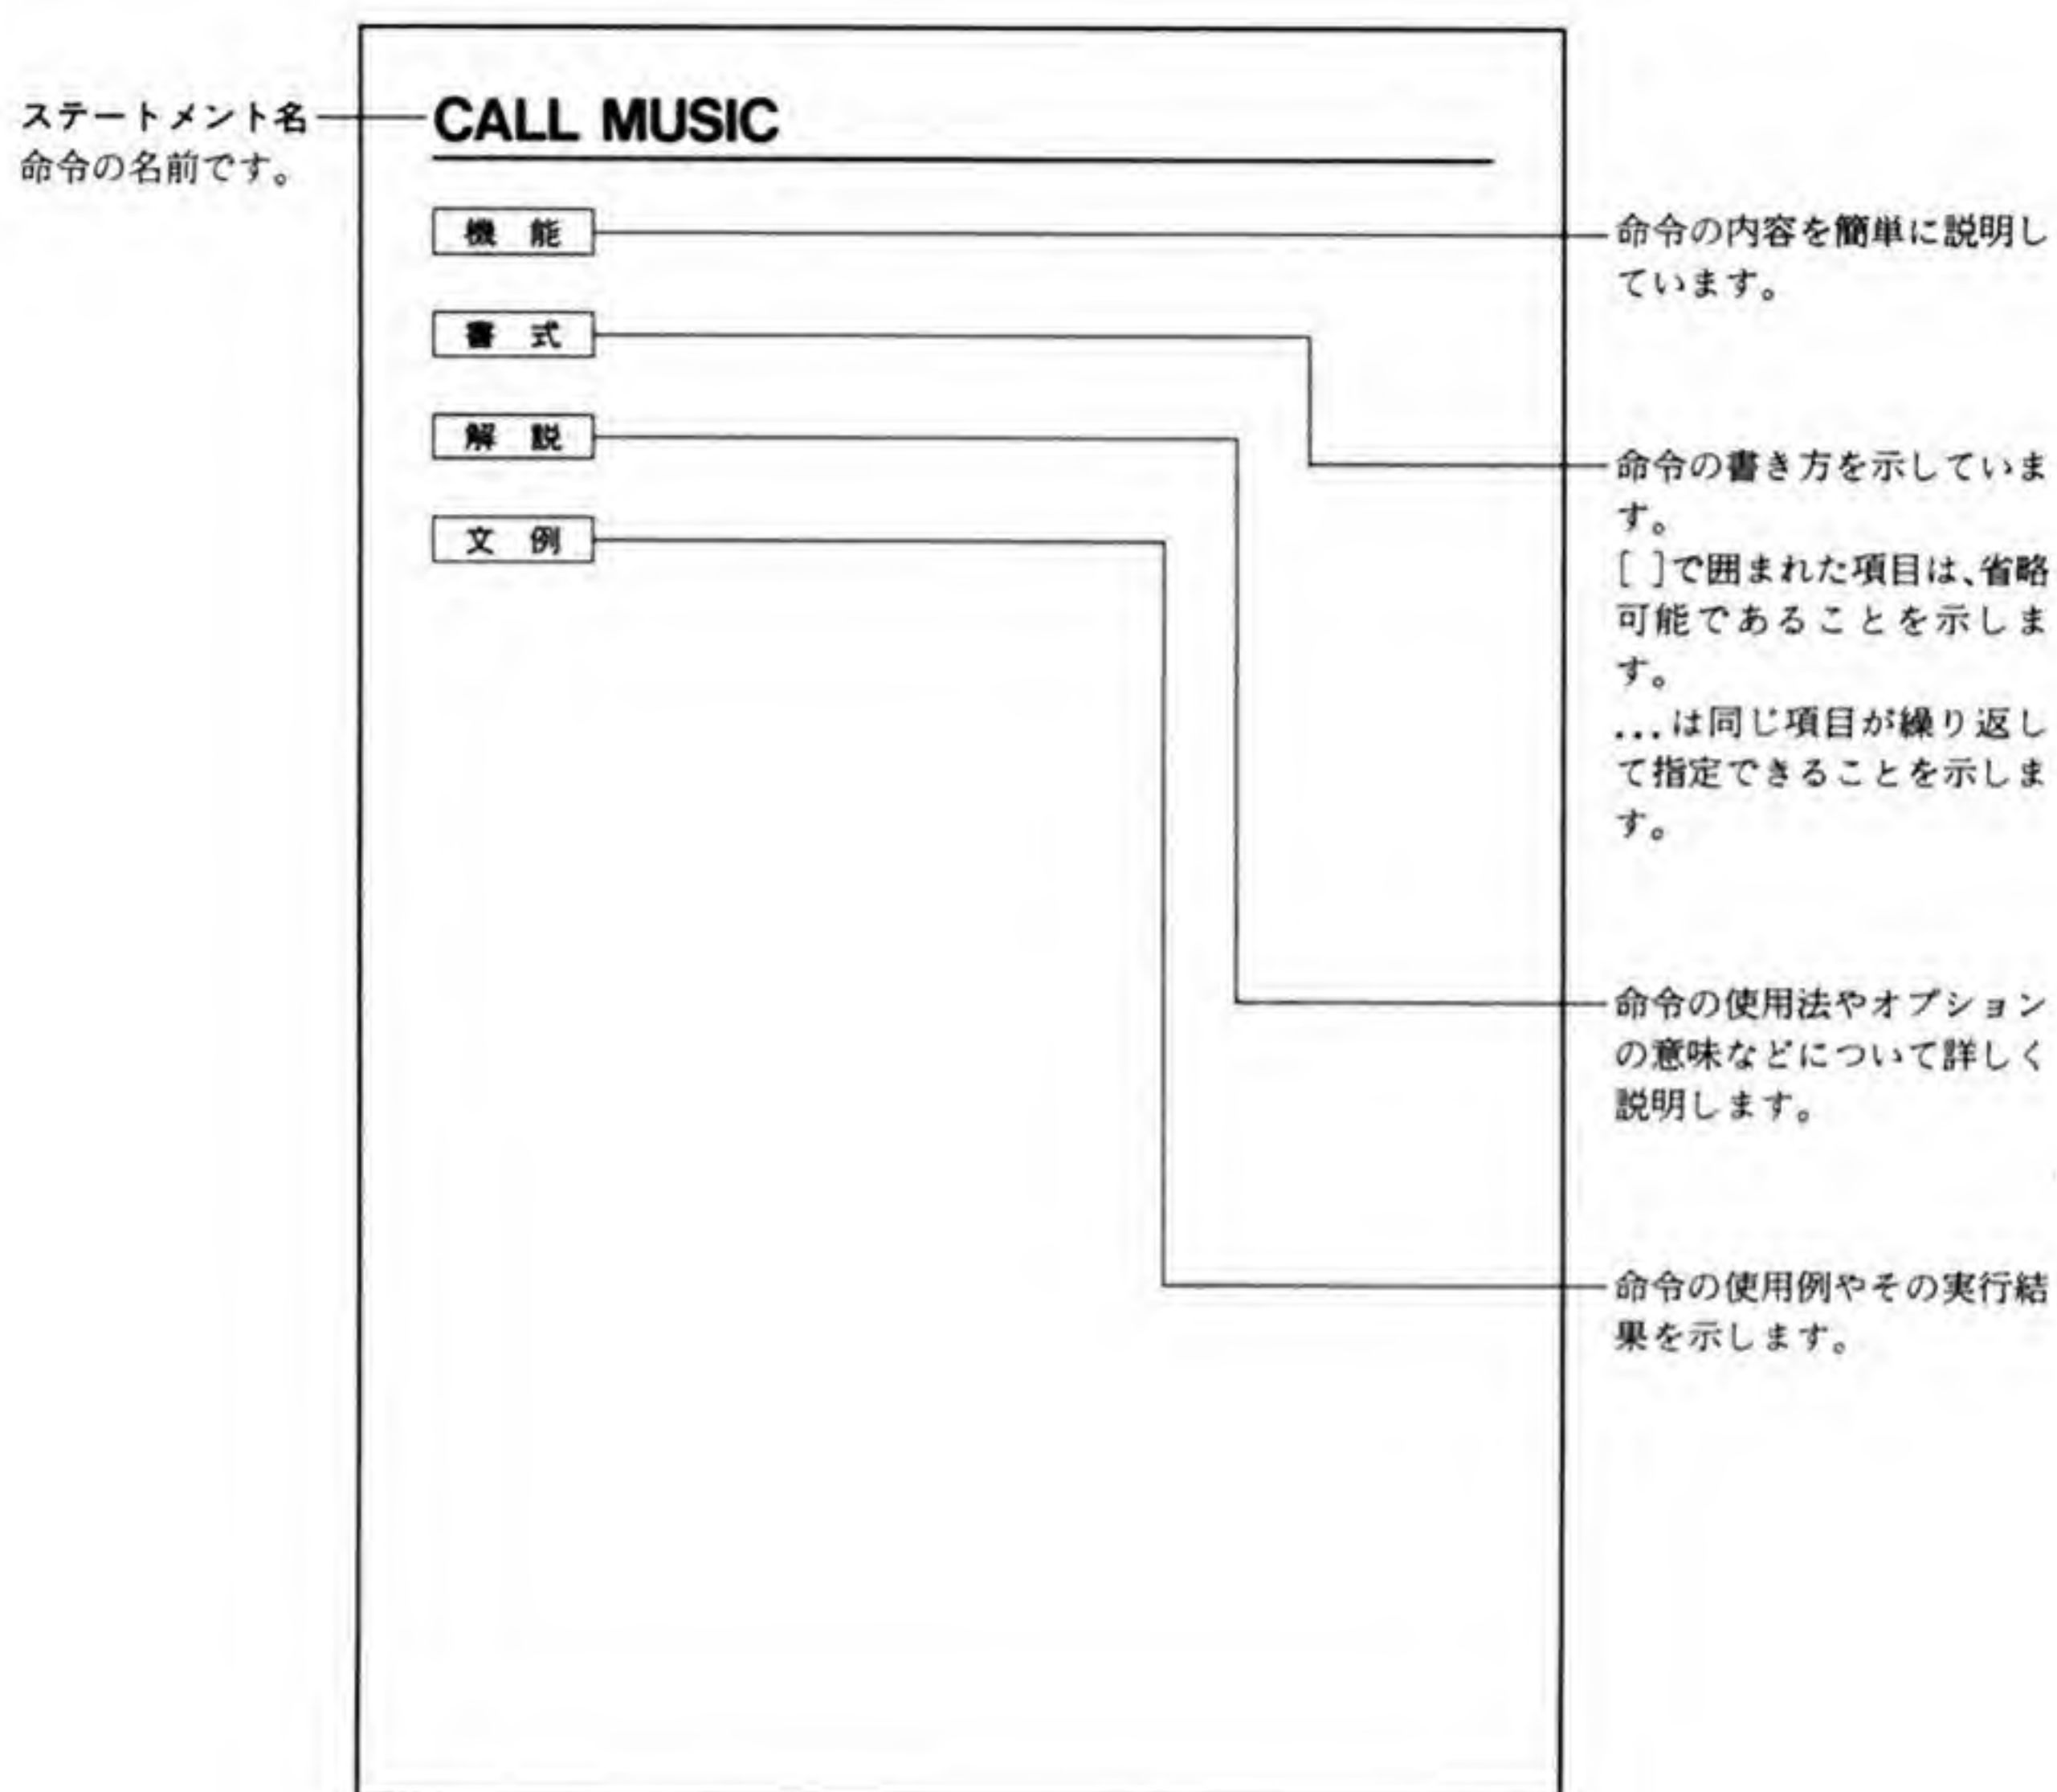 ステートメント名
命令の名前です。
CALL MUSIC
機 能
命令の内容を簡単に説明し
ています。
書 式
命令の書き方を示していま
す。
[ ]で囲まれた項目は、省略
可能であることを示しま
す。
...は同じ項目が繰り返し
て指定できることを示しま
す。
解 説
命令の使用法やオプション
の意味などについて詳しく
説明します。
文 例
命令の使用例やその実行結
果を示します。